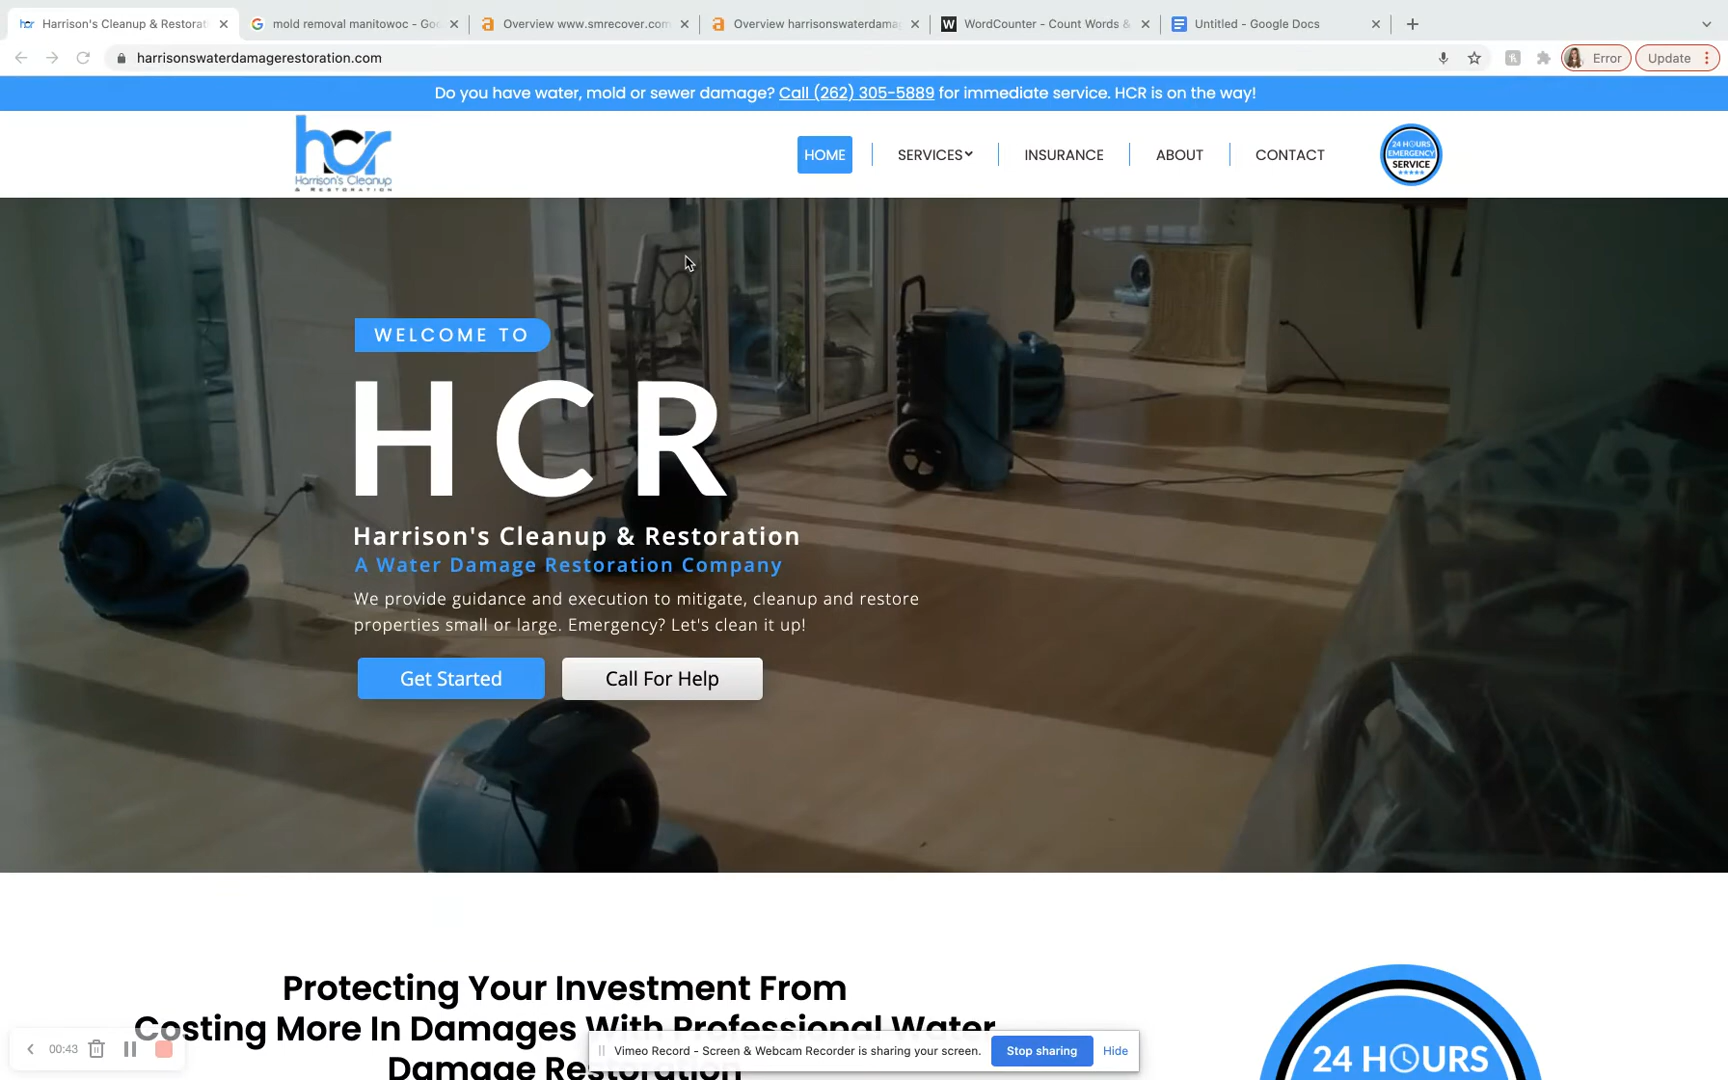 Harrison's Cleanup & Restorat
mold removal manitowoc - Goo
Overview www.smrecover.com
Overview harrisonswaterdamag
WordCounter - Count Words &
Untitled - Google Docs
harrisonswaterdamagerestoration.com
Error
Update
Do you have water, mold or sewer damage? Call (262) 305-5889 for immediate service. HCR is on the way!
hcr
Harrison's Cleanup
& RESTORATION
HOME
SERVICES
INSURANCE
ABOUT
CONTACT
24 HOURS
EMERGENCY
SERVICE
WELCOME TO
HCR
Harrison's Cleanup & Restoration
A Water Damage Restoration Company
We provide guidance and execution to mitigate, cleanup and restore
properties small or large. Emergency? Let's clean it up!
Get Started
Call For Help
Protecting Your Investment From
Costing More In Damages With Professional Water
Damage Restoration
24 HOURS
00:43
Vimeo Record - Screen & Webcam Recorder is sharing your screen.
Stop sharing
Hide